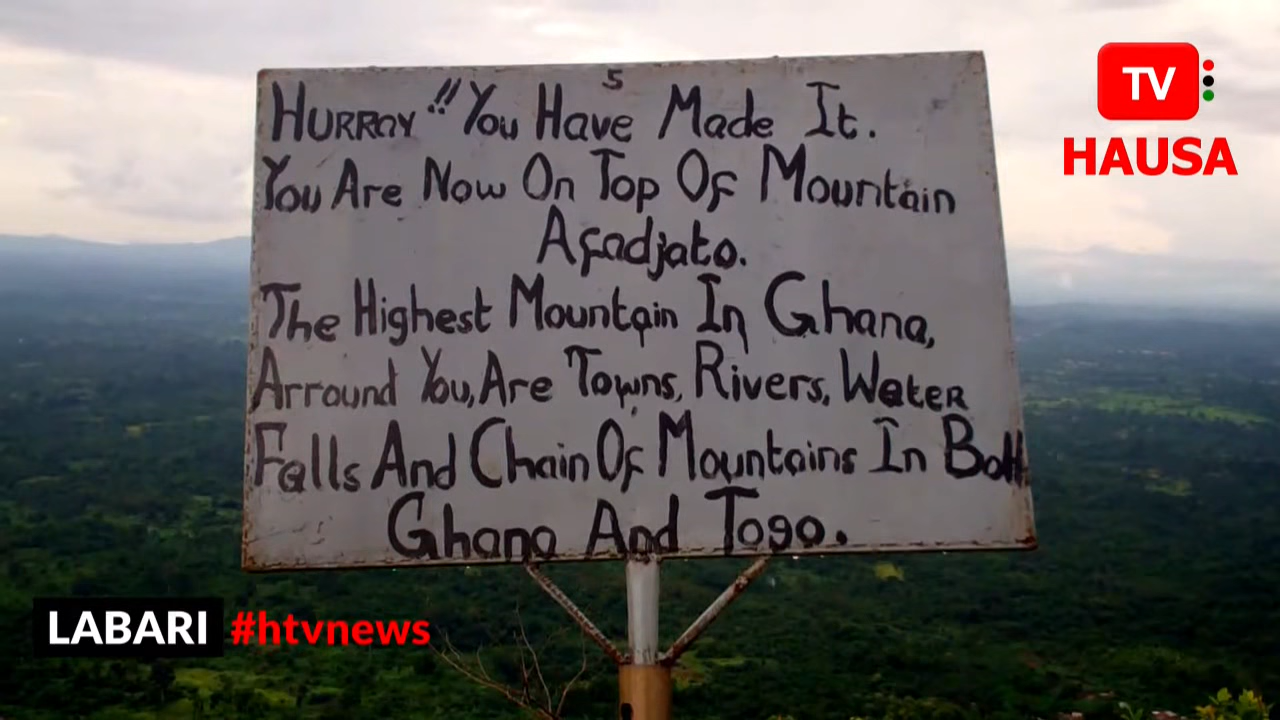 5
HURRAY!! You Have Made It.
You Are Now On Top Of Mountain
Afadjato.
The Highest Mountain In Ghana,
Arround You, Are Towns, Rivers, Water
Falls And Chain Of Mountains In Both
Ghana And Togo.
TV
HAUSA
LABARI #htvnews